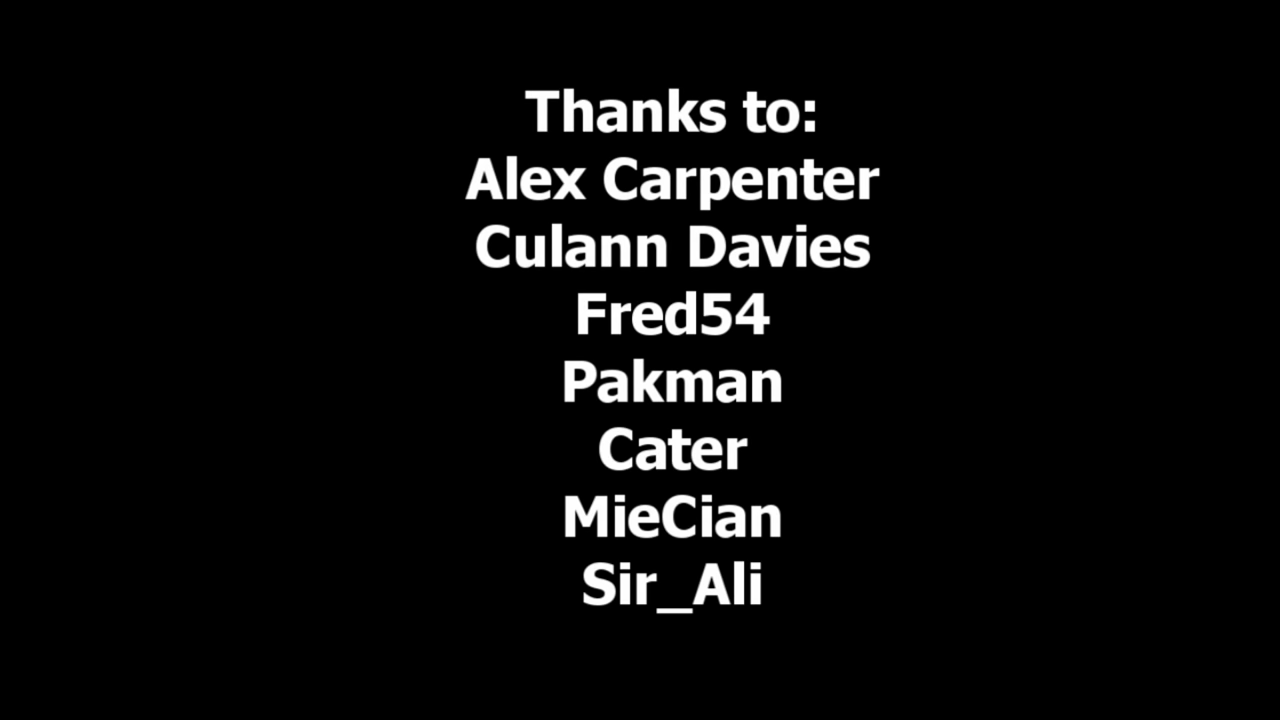 Thanks to:
Alex Carpenter
Culann Davies
Fred54
Pakman
Cater
MieCian
Sir_Ali